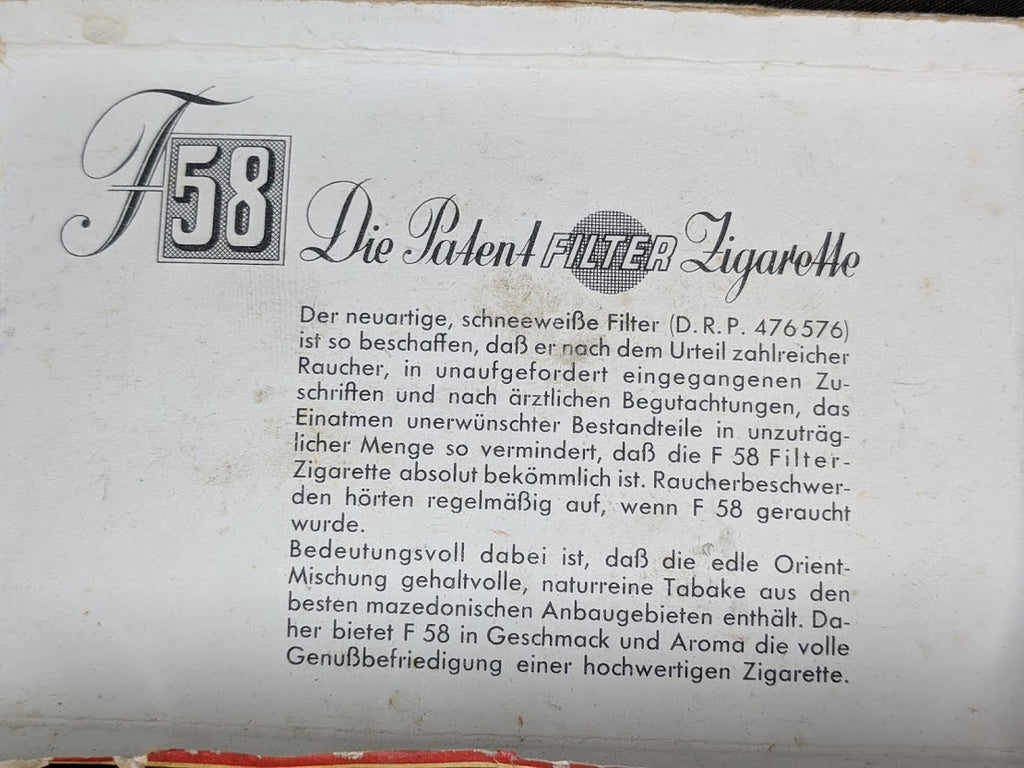 F 58
Die Patent FILTER Zigarette
Der neuartige, schneeweiße Filter (D.R.P. 476 576)
ist so beschaffen, daß er nach dem Urteil zahlreicher
Raucher, in unaufgefordert eingegangenen Zu-
schriften und nach ärztlichen Begutachtungen, das
Einatmen unerwünschter Bestandteile in unzuträg-
licher Menge so vermindert, daß die F 58 Filter-
Zigarette absolut bekömmlich ist. Raucherbeschwer-
den hörten regelmäßig auf, wenn F 58 geraucht
wurde.
Bedeutungsvoll dabei ist, daß die edle Orient-
Mischung gehaltvolle, naturreine Tabake aus den
besten mazedonischen Anbaugebieten enthält. Da-
her bietet F 58 in Geschmack und Aroma die volle
Genußbefriedigung einer hochwertigen Zigarette.